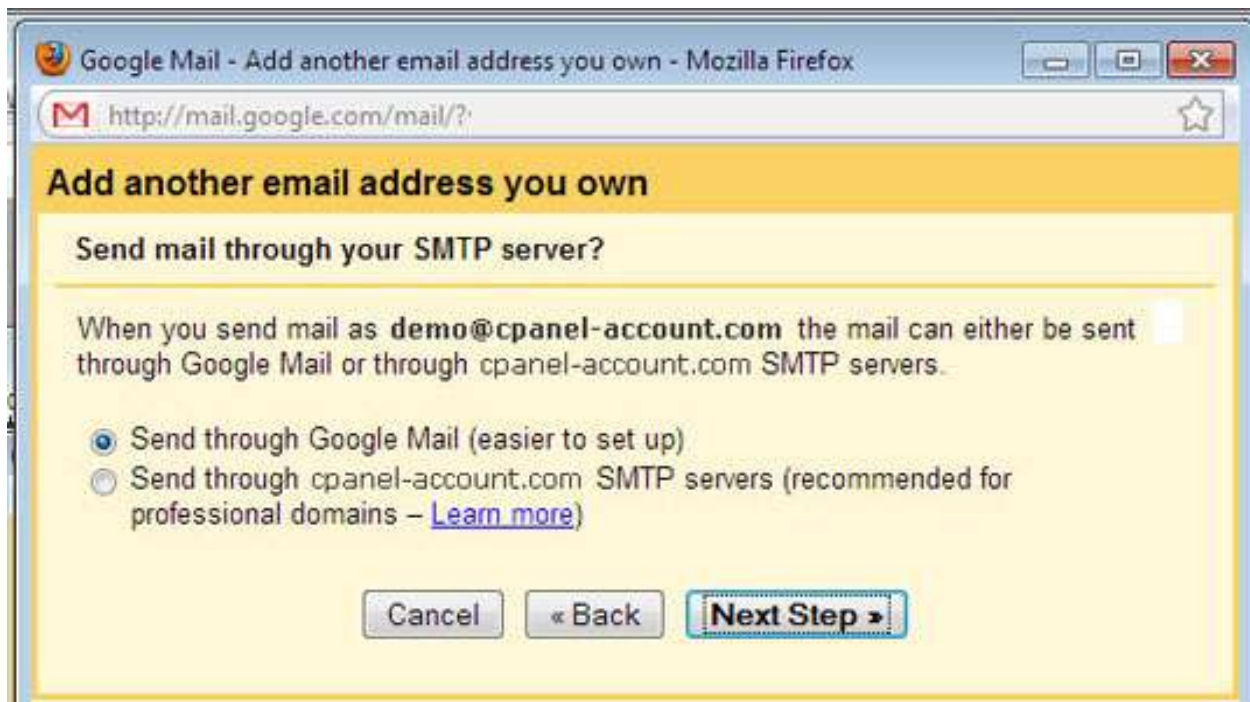 Google Mail - Add another email address you own - Mozilla Firefox
http://mail.google.com/mail/?
Add another email address you own
Send mail through your SMTP server?
When you send mail as demo@cpanel-account.com the mail can either be sent
through Google Mail or through cpanel-account.com SMTP servers.
Send through Google Mail (easier to set up)
Send through cpanel-account.com SMTP servers (recommended for
professional domains – Learn more)
Cancel « Back Next Step »